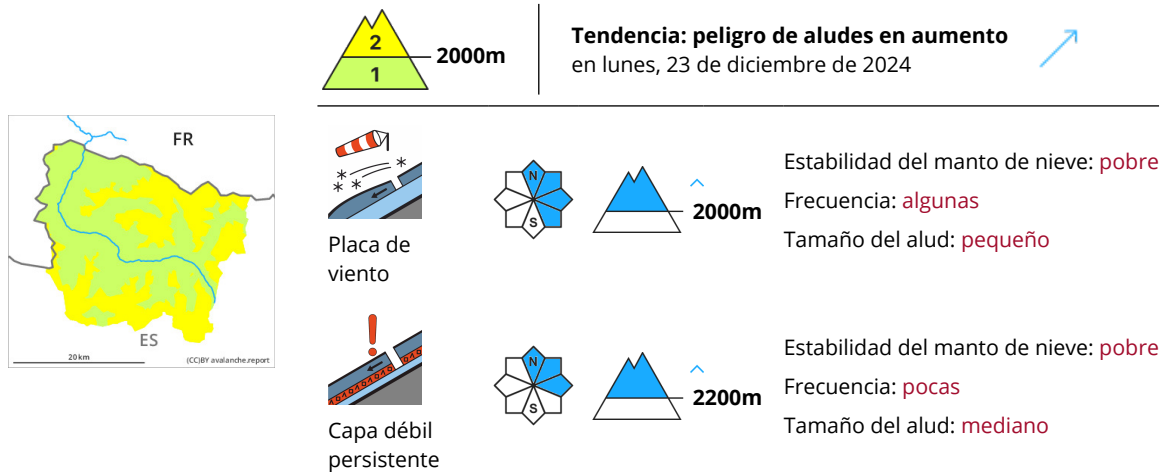 2
1
2000m
Tendencia: peligro de aludes en aumento
en lunes, 23 de diciembre de 2024
FR
ES
20 km
(CC)BY avalanche.report
Placa de
viento
N
S
2000m
Estabilidad del manto de nieve: pobre
Frecuencia: algunas
Tamaño del alud: pequeño
Capa débil
persistente
N
S
2200m
Estabilidad del manto de nieve: pobre
Frecuencia: pocas
Tamaño del alud: mediano